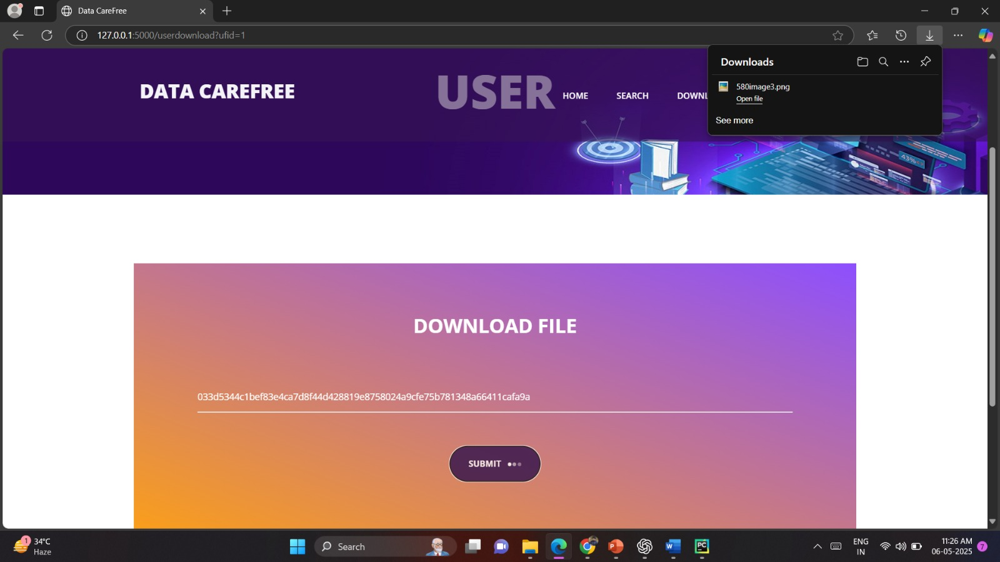 Data CareFree
127.0.0.1:5000/userdownload?ufid=1
Downloads
580image3.png
Open file
See more
DATA CAREFREE
USER
HOME
SEARCH
DOWNL
43%
DOWNLOAD FILE
033d5344c1bef83e4ca7d8f44d428819e8758024a9cfe75b781348a66411cafa9a
SUBMIT
1
34°C
Haze
Search
P
W
PC
ENG
IN
11:26 AM
06-05-2025
7